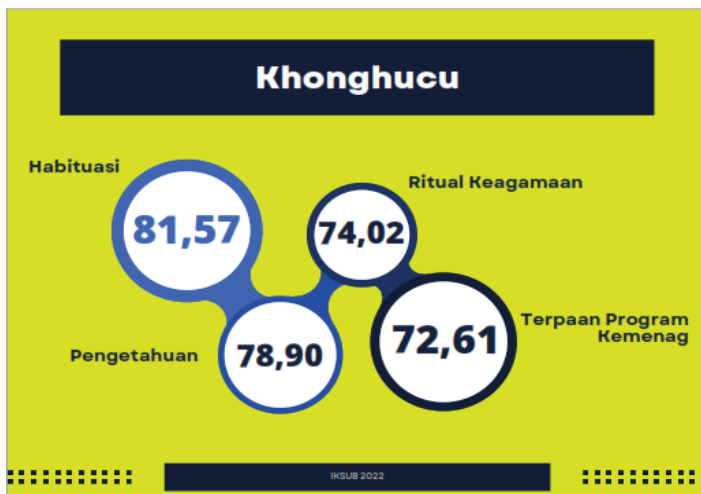 Khonghucu
Habituasi
81,57
Ritual Keagamaan
74,02
Pengetahuan
78,90
Terpaan Program
Kemenag
72,61
IKSUB 2022